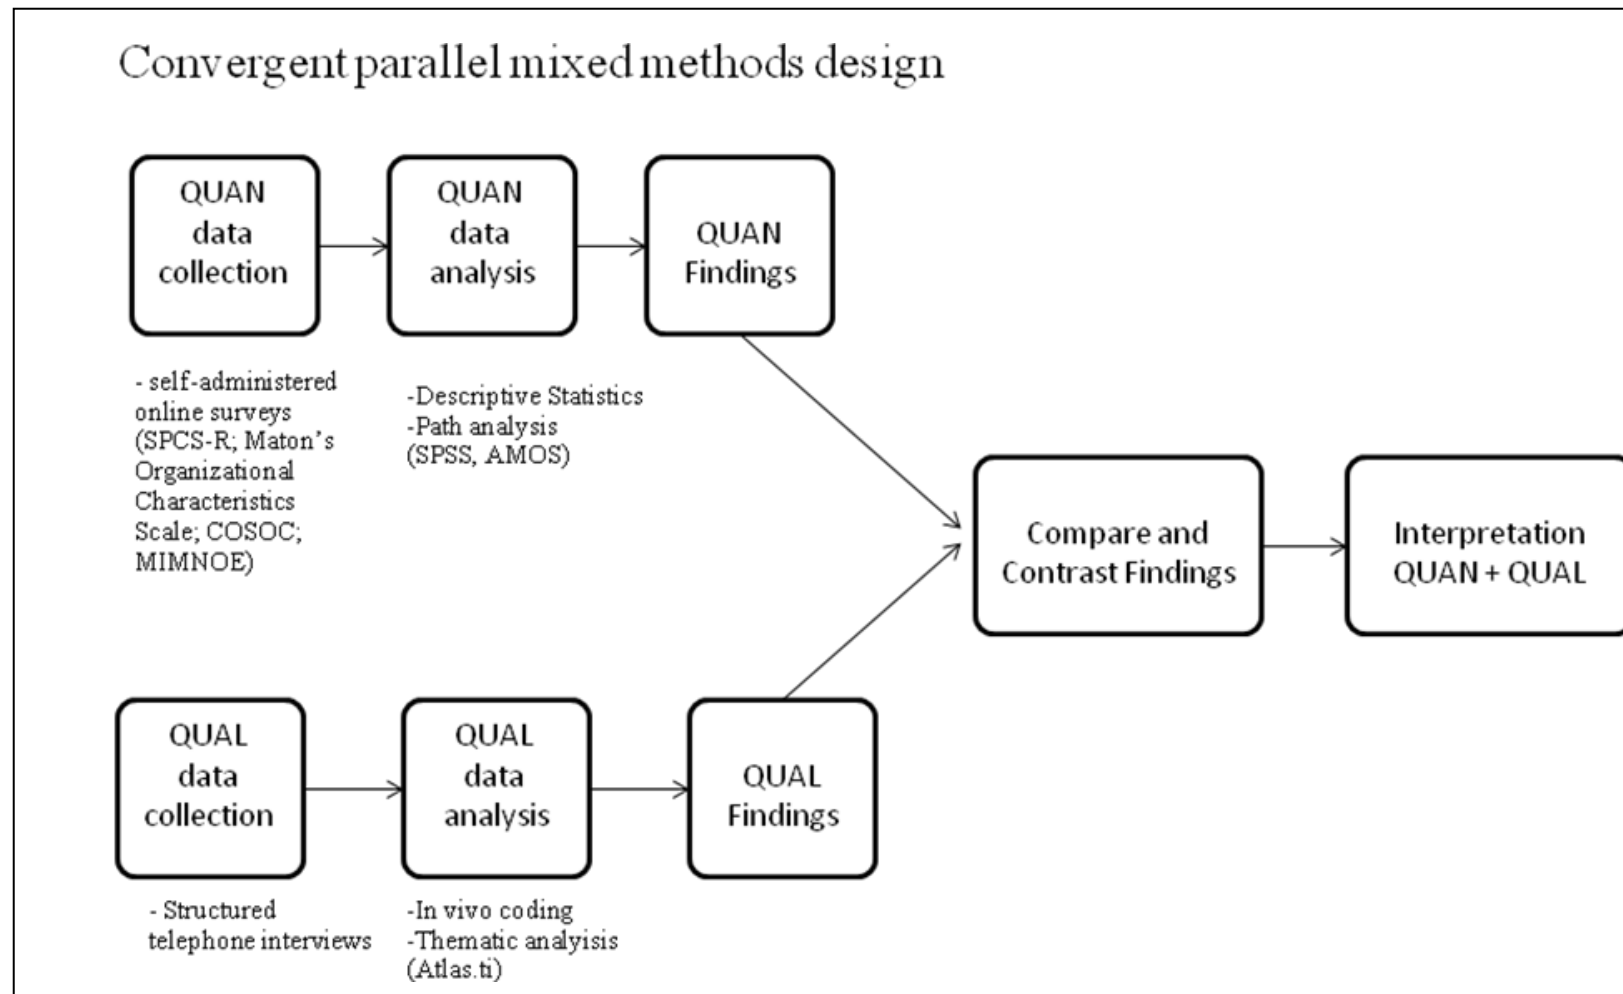 Convergent parallel mixed methods design
QUAN
data
collection
QUAN
data
analysis
QUAN
Findings
- self-administered
online surveys
(SPCS-R; Maton's
Organizational
Characteristics
Scale; COSOC;
MIMNOE)
-Descriptive Statistics
-Path analysis
(SPSS, AMOS)
Compare and
Contrast Findings
Interpretation
QUAN + QUAL
QUAL
data
collection
QUAL
data
analysis
QUAL
Findings
- Structured
telephone interviews
-In vivo coding
-Thematic analyisis
(Atlas.ti)